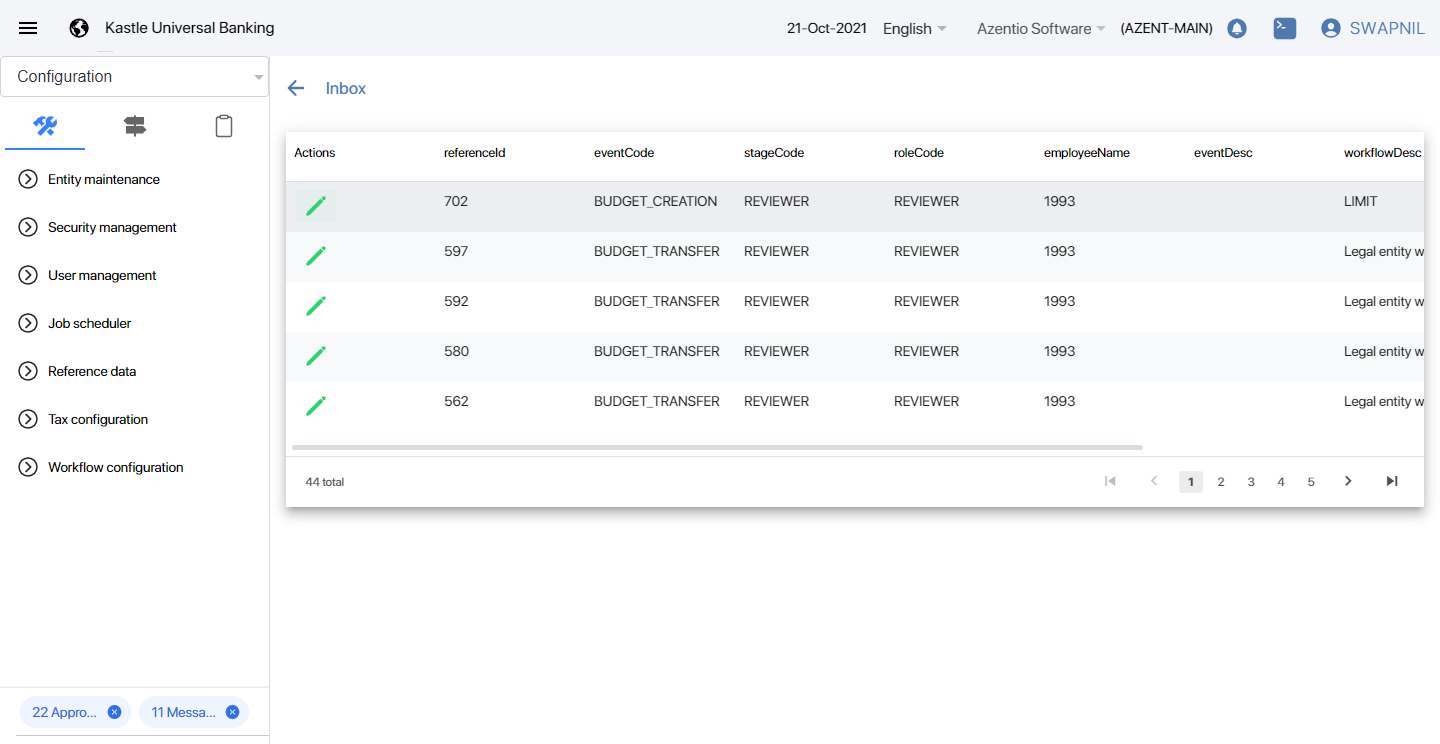 Kastle Universal Banking
21-Oct-2021 English Azentio Software (AZENT-MAIN) SWAPNIL
Configuration
Entity maintenance
Security management
User management
Job scheduler
Reference data
Tax configuration
Workflow configuration
22 Appro... 11 Messa...
Inbox
Actions referenceId eventCode stageCode roleCode employeeName eventDesc workflowDesc
702 BUDGET_CREATION REVIEWER REVIEWER 1993 LIMIT
597 BUDGET_TRANSFER REVIEWER REVIEWER 1993 Legal entity w
592 BUDGET_TRANSFER REVIEWER REVIEWER 1993 Legal entity w
580 BUDGET_TRANSFER REVIEWER REVIEWER 1993 Legal entity w
562 BUDGET_TRANSFER REVIEWER REVIEWER 1993 Legal entity w
44 total 1 2 3 4 5